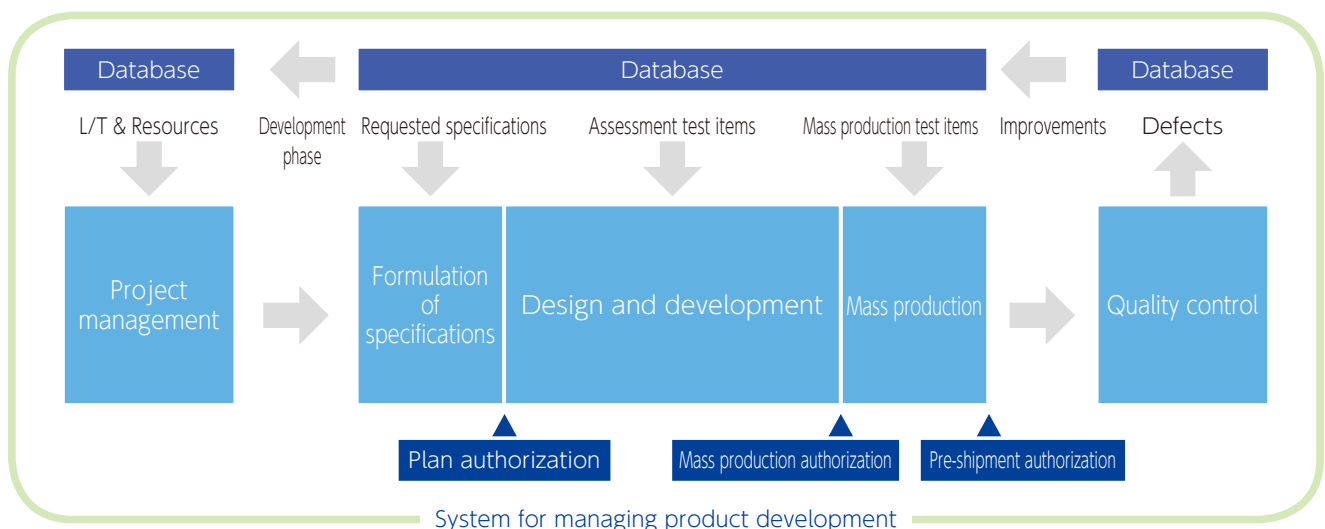 Database
Database
Database
L/T & Resources
Development
phase
Requested specifications
Assessment test items
Mass production test items
Improvements
Defects
Project
management
Formulation
of
specifications
Design and development
Mass production
Quality control
Plan authorization
Mass production authorization
Pre-shipment authorization
System for managing product development